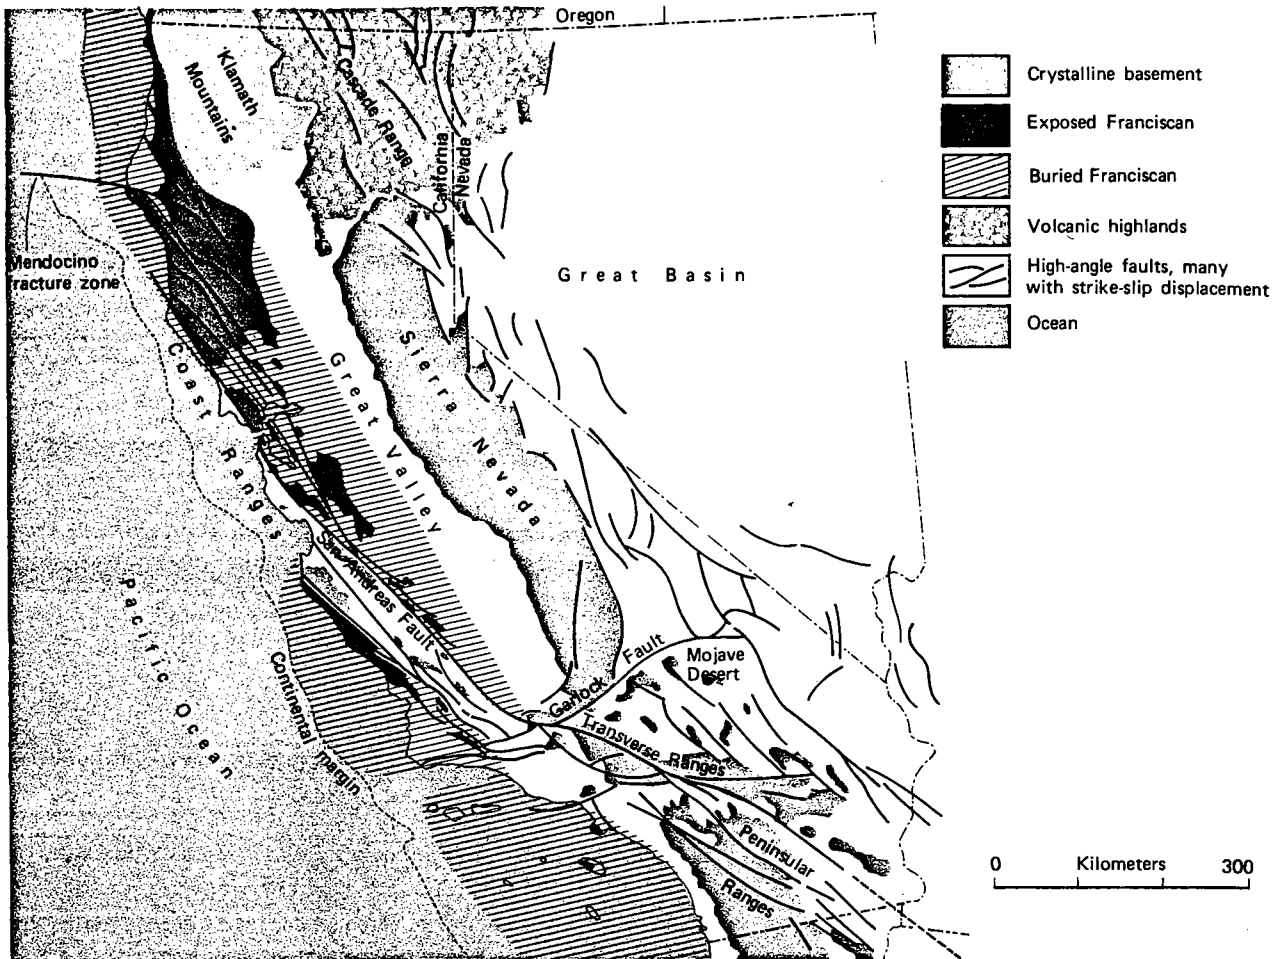 Oregon
Klamath
Mountains
Cascade Range
California
Nevada
Mendocino
racture zone
Great Basin
Coast Ranges
Great Valley
Sierra Nevada
San Andreas Fault
Pacific Ocean
Continental margin
Garlock Fault
Mojave
Desert
Transverse Ranges
Peninsular
Ranges
Crystalline basement
Exposed Franciscan
Buried Franciscan
Volcanic highlands
High-angle faults, many
with strike-slip displacement
Ocean
0 Kilometers 300